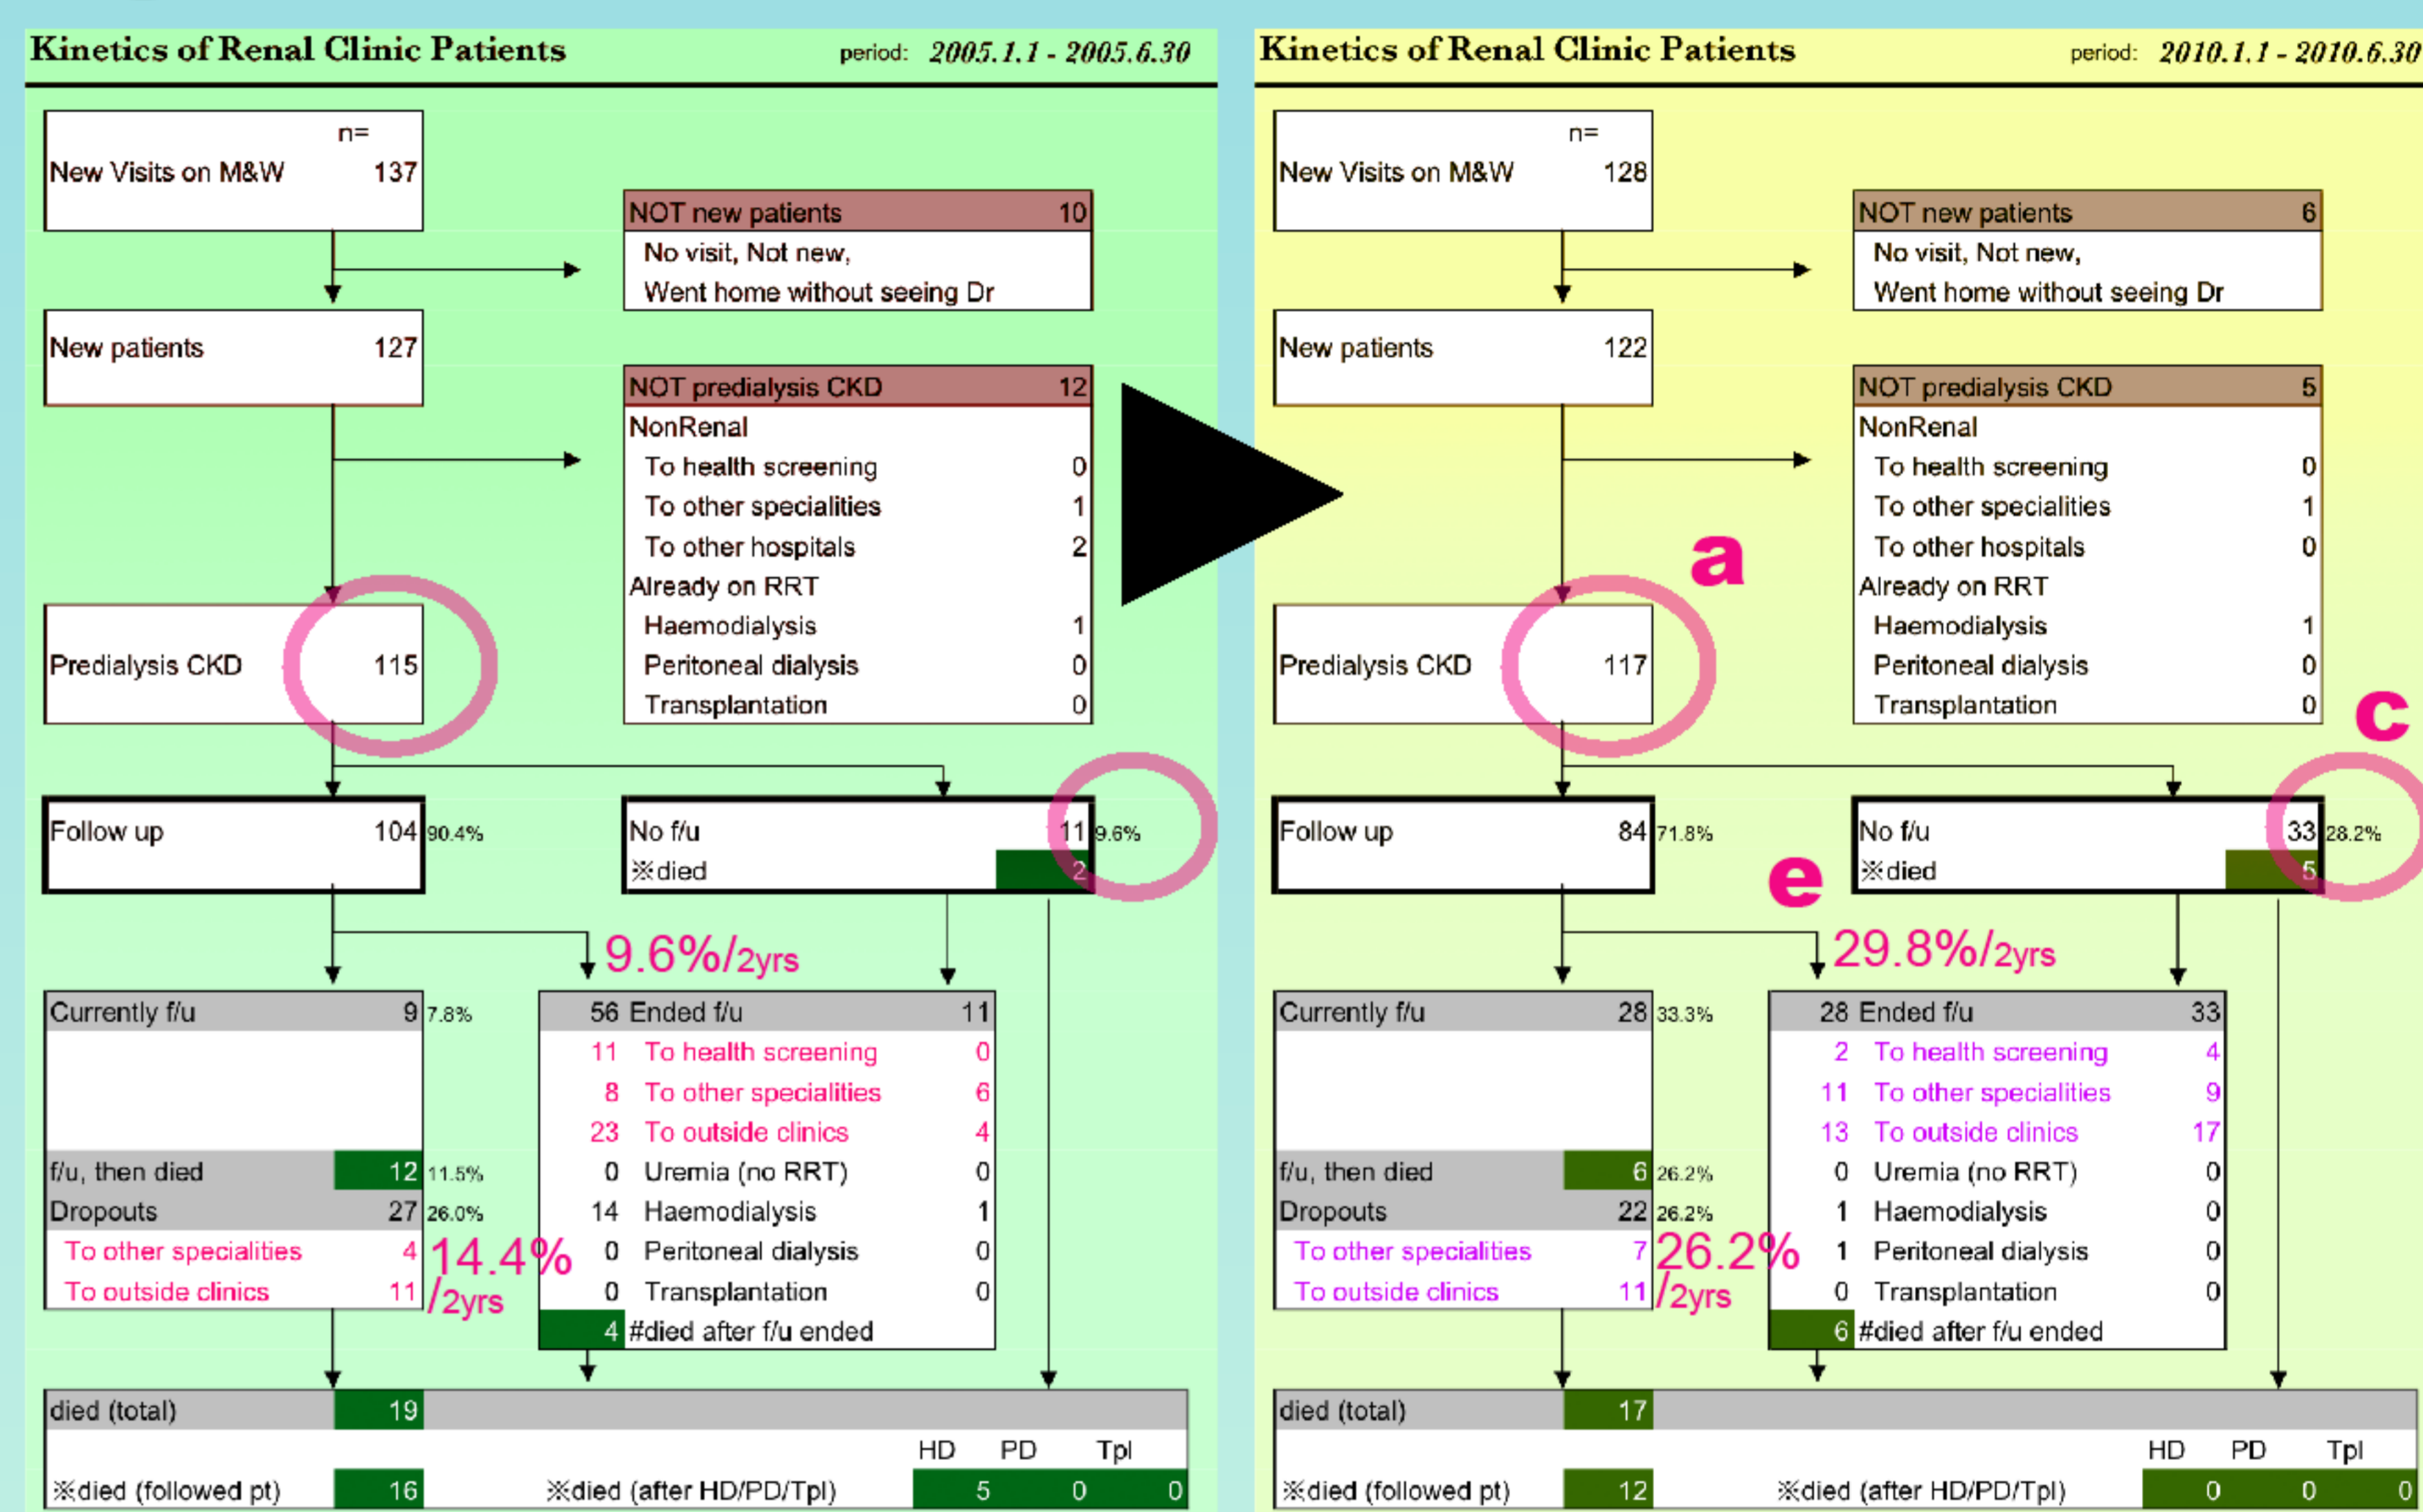 Kinetics of Renal Clinic Patients period: 2005.1.1 - 2005.6.30
n=
New Visits on M&W 137
NOT new patients 10
No visit, Not new,
Went home without seeing Dr
New patients 127
NOT predialysis CKD 12
NonRenal
To health screening 0
To other specialities 1
To other hospitals 2
Already on RRT
Haemodialysis 1
Peritoneal dialysis 0
Transplantation 0
Predialysis CKD 115
Follow up 104 90.4%
No f/u 11 9.6%
※died 2
9.6%/2yrs
Currently f/u 9 7.8%
f/u, then died 12 11.5%
Dropouts 27 26.0%
To other specialities 4
To outside clinics 11
14.4%
/2yrs
56 Ended f/u 11
11 To health screening 0
8 To other specialities 6
23 To outside clinics 4
0 Uremia (no RRT) 0
14 Haemodialysis 1
0 Peritoneal dialysis 0
0 Transplantation 0
4 #died after f/u ended
died (total) 19
HD PD Tpl
※died (followed pt) 16 ※died (after HD/PD/Tpl) 5 0 0
Kinetics of Renal Clinic Patients period: 2010.1.1 - 2010.6.30
n=
New Visits on M&W 128
NOT new patients 6
No visit, Not new,
Went home without seeing Dr
New patients 122
NOT predialysis CKD 5
NonRenal
To health screening 0
To other specialities 1
To other hospitals 0
Already on RRT
Haemodialysis 1
Peritoneal dialysis 0
Transplantation 0
a
Predialysis CKD 117
c
Follow up 84 71.8%
No f/u 33 28.2%
※died 5
e
29.8%/2yrs
Currently f/u 28 33.3%
f/u, then died 6 26.2%
Dropouts 22 26.2%
To other specialities 7
To outside clinics 11
26.2%
/2yrs
28 Ended f/u 33
2 To health screening 4
11 To other specialities 9
13 To outside clinics 17
0 Uremia (no RRT) 0
1 Haemodialysis 0
1 Peritoneal dialysis 0
0 Transplantation 0
6 #died after f/u ended
died (total) 17
HD PD Tpl
※died (followed pt) 12 ※died (after HD/PD/Tpl) 0 0 0